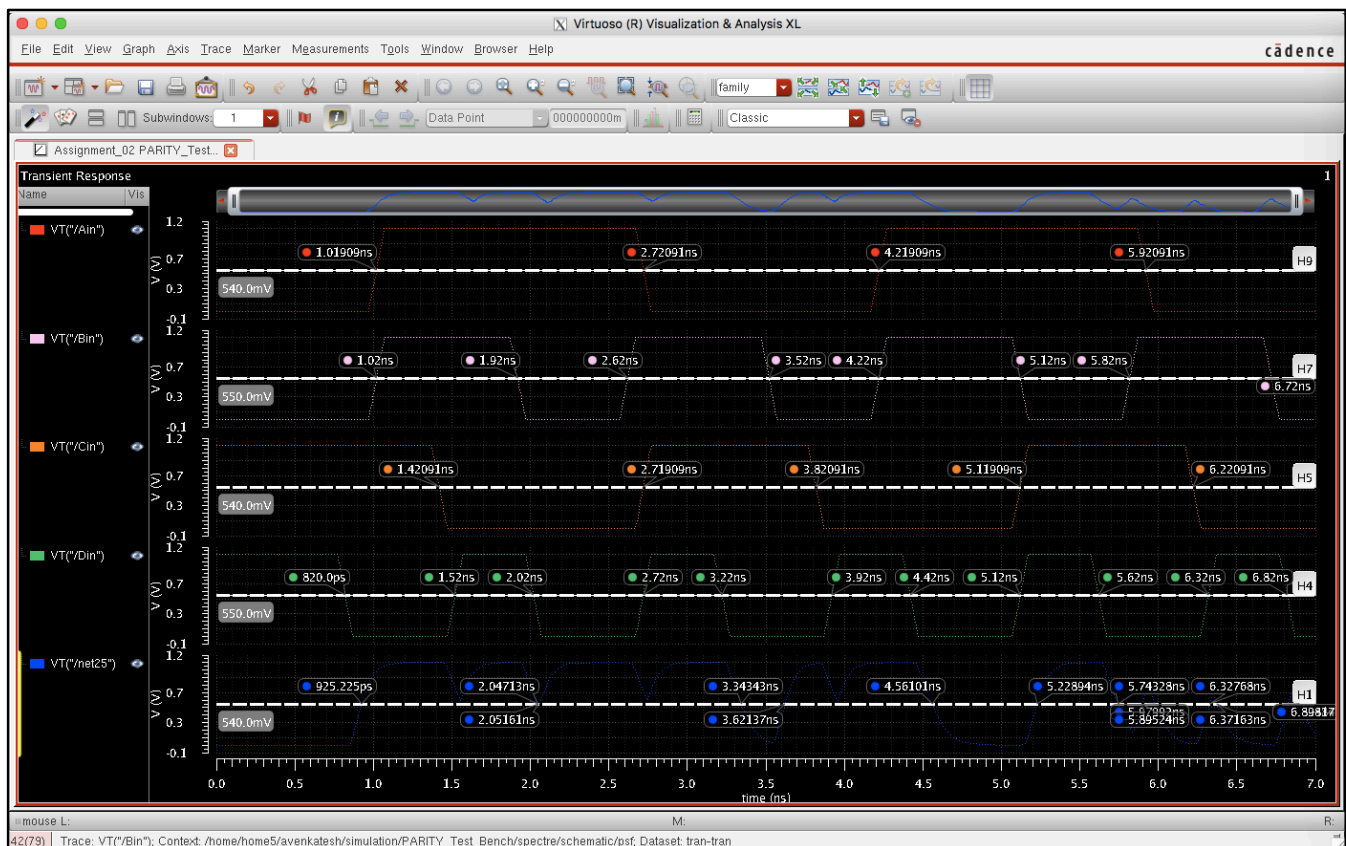 Virtuoso (R) Visualization & Analysis XL
File Edit View Graph Axis Trace Marker Measurements Tools Window Browser Help
cādence
family
Subwindows: 1
Data Point
000000000m
Classic
Assignment_02 PARITY_Test...
Transient Response
1
Name Vis
VT("/Ain")
1.2
0.7
0.3
-0.1
V (V)
540.0mV
1.01909ns 2.72091ns 4.21909ns 5.92091ns
H9
VT("/Bin")
1.2
0.7
0.3
-0.1
V (V)
550.0mV
1.02ns 1.92ns 2.62ns 3.52ns 4.22ns 5.12ns 5.82ns
H7
6.72ns
VT("/Cin")
1.2
0.7
0.3
-0.1
V (V)
540.0mV
1.42091ns 2.71909ns 3.82091ns 5.11909ns 6.22091ns
H5
VT("/Din")
1.2
0.7
0.3
-0.1
V (V)
550.0mV
820.0ps 1.52ns 2.02ns 2.72ns 3.22ns 3.92ns 4.42ns 5.12ns 5.62ns 6.32ns 6.82ns
H4
VT("/net25")
1.2
0.7
0.3
-0.1
V (V)
540.0mV
925.225ps 2.04713ns 3.34343ns 4.56101ns 5.22894ns 5.74328ns 6.32768ns
H1
2.05161ns 3.62137ns 5.89524ns 6.37163ns
0.0 0.5 1.0 1.5 2.0 2.5 3.0 3.5 4.0 4.5 5.0 5.5 6.0 6.5 7.0
time (ns)
mouse L: M: R:
42(79) Trace: VT("/Bin"); Context: /home/home5/avenkatesh/simulation/PARITY_Test_Bench/spectre/schematic/psf; Dataset: tran-tran